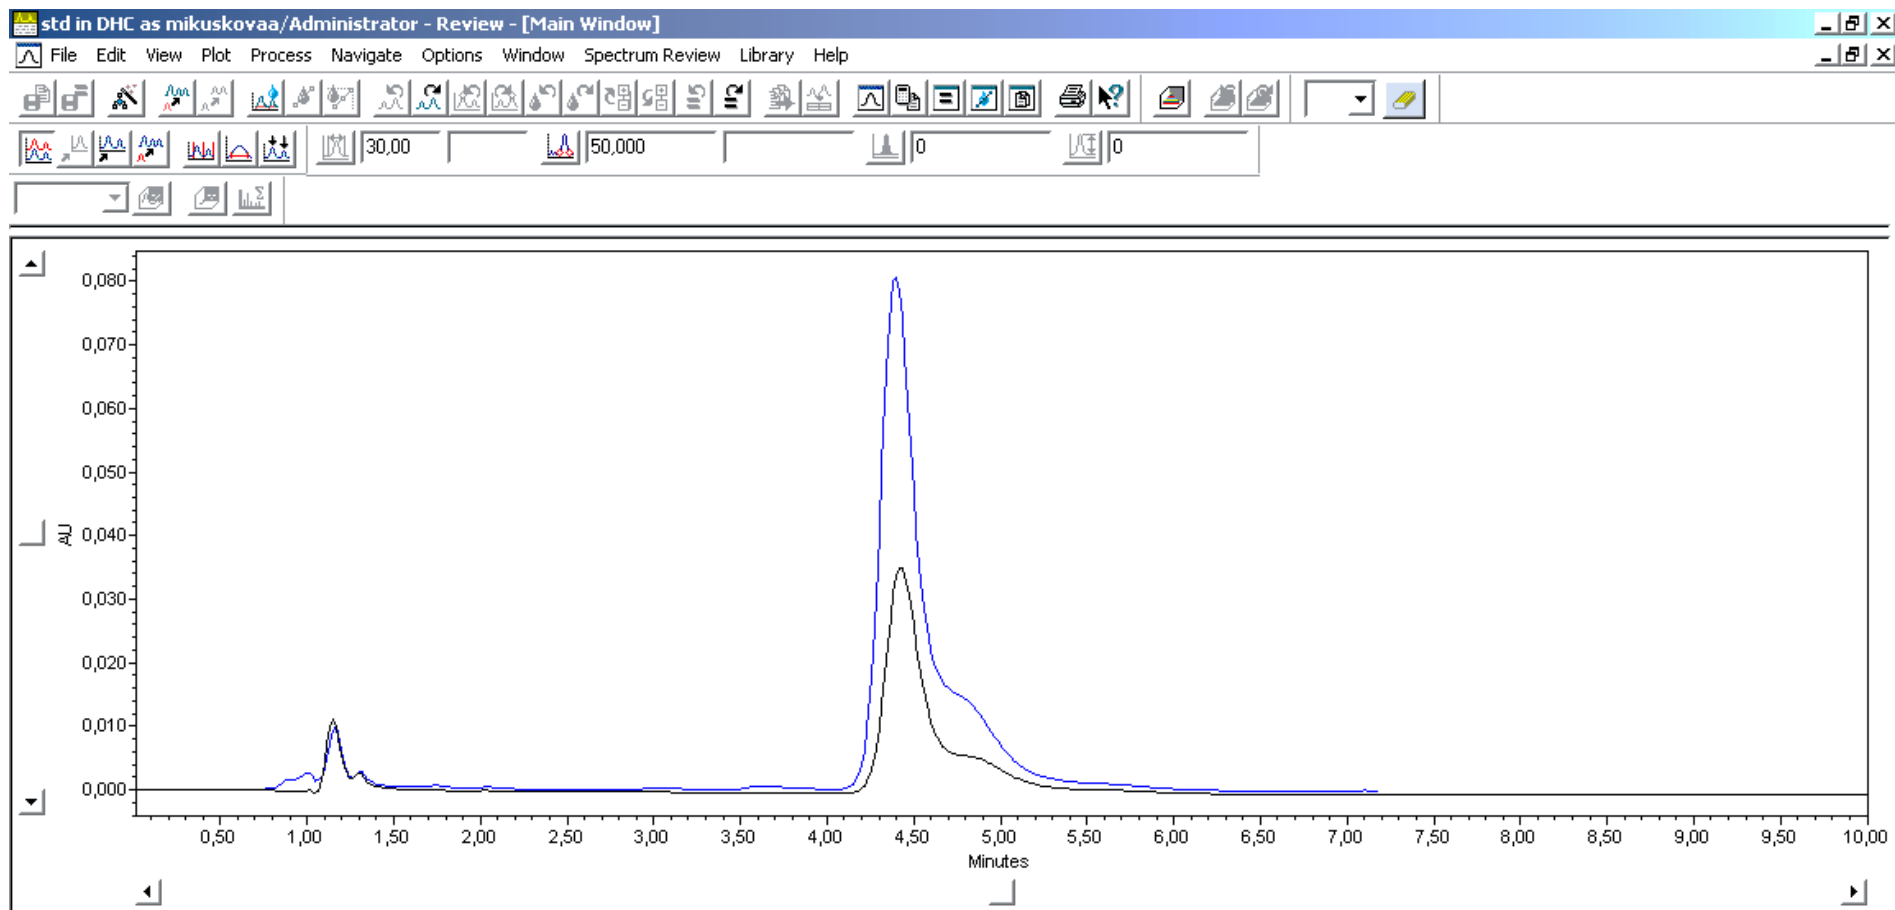 std in DHC as mikuskovaa/Administrator - Review - [Main Window]
File Edit View Plot Process Navigate Options Window Spectrum Review Library Help
30,00 50,000 0 0
0,080
0,070
0,060
0,050
0,040
0,030
0,020
0,010
0,000
AU
0,50 1,00 1,50 2,00 2,50 3,00 3,50 4,00 4,50 5,00 5,50 6,00 6,50 7,00 7,50 8,00 8,50 9,00 9,50 10,00
Minutes